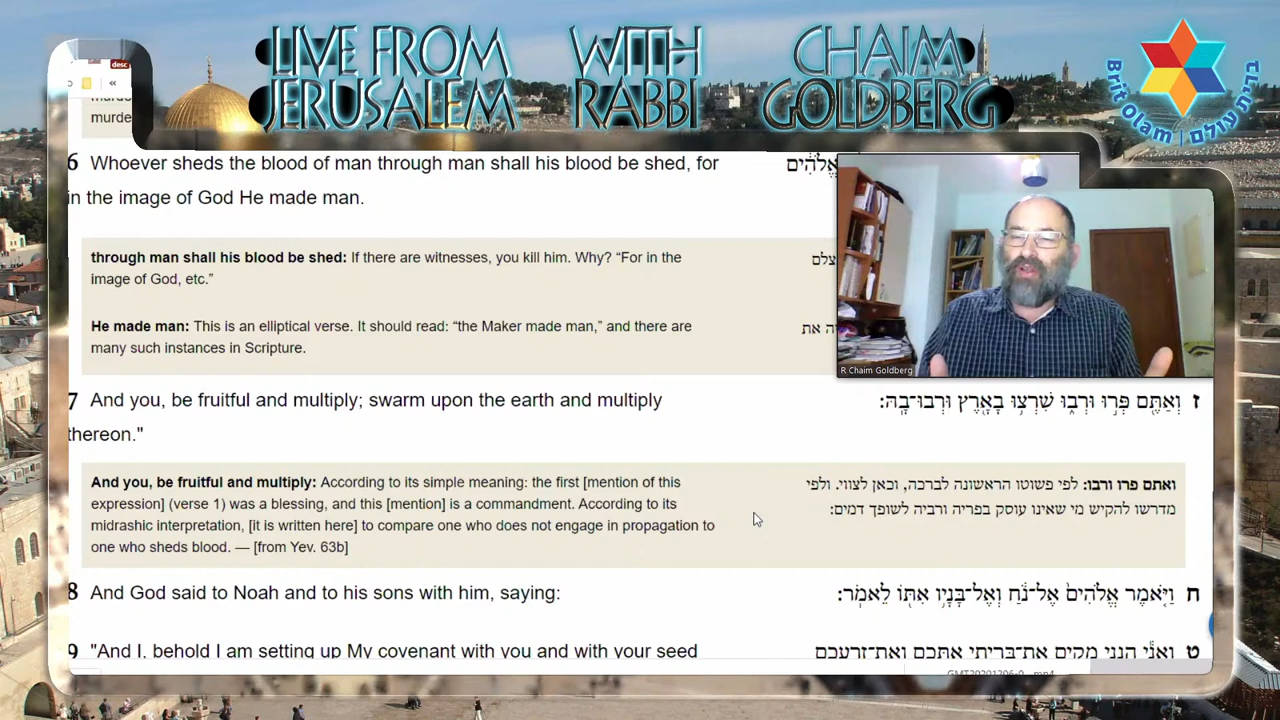 LIVE FROM WITH CHAIM
JERUSALEM RABBI GOLDBERG
Brit Olam | ברית עולם
desc
«
murde
6 Whoever sheds the blood of man through man shall his blood be shed, for
in the image of God He made man.
אֱלֹהִים
through man shall his blood be shed: If there are witnesses, you kill him. Why? “For in the
image of God, etc.”
צלם
He made man: This is an elliptical verse. It should read: “the Maker made man,” and there are
many such instances in Scripture.
יה את
R Chaim Goldberg
7 And you, be fruitful and multiply; swarm upon the earth and multiply
thereon."
ז וְאַתֶּ֖ם פְּר֣וּ וּרְב֑וּ שִׁרְצ֥וּ בָאָ֖רֶץ וּרְבוּ־בָֽהּ:
And you, be fruitful and multiply: According to its simple meaning: the first [mention of this
expression] (verse 1) was a blessing, and this [mention] is a commandment. According to its
midrashic interpretation, [it is written here] to compare one who does not engage in propagation to
one who sheds blood. — [from Yev. 63b]
ואתם פרו ורבו: לפי פשוטו הראשונה לברכה, וכאן לצווי. ולפי
מדרשו להקיש מי שאינו עוסק בפריה ורביה לשופך דמים:
8 And God said to Noah and to his sons with him, saying:
ח וַיֹּ֤אמֶר אֱלֹהִים֙ אֶל־נֹ֔חַ וְאֶל־בָּנָ֥יו אִתּ֖וֹ לֵאמֹֽר:
9 "And I, behold I am setting up My covenant with you and with your seed
ט וַאֲנִ֕י הִנְנִ֥י מֵקִ֛ים אֶת־בְּרִיתִ֖י אִתְּכֶ֑ם וְאֶֽת־זַרְעֲכֶ֖ם